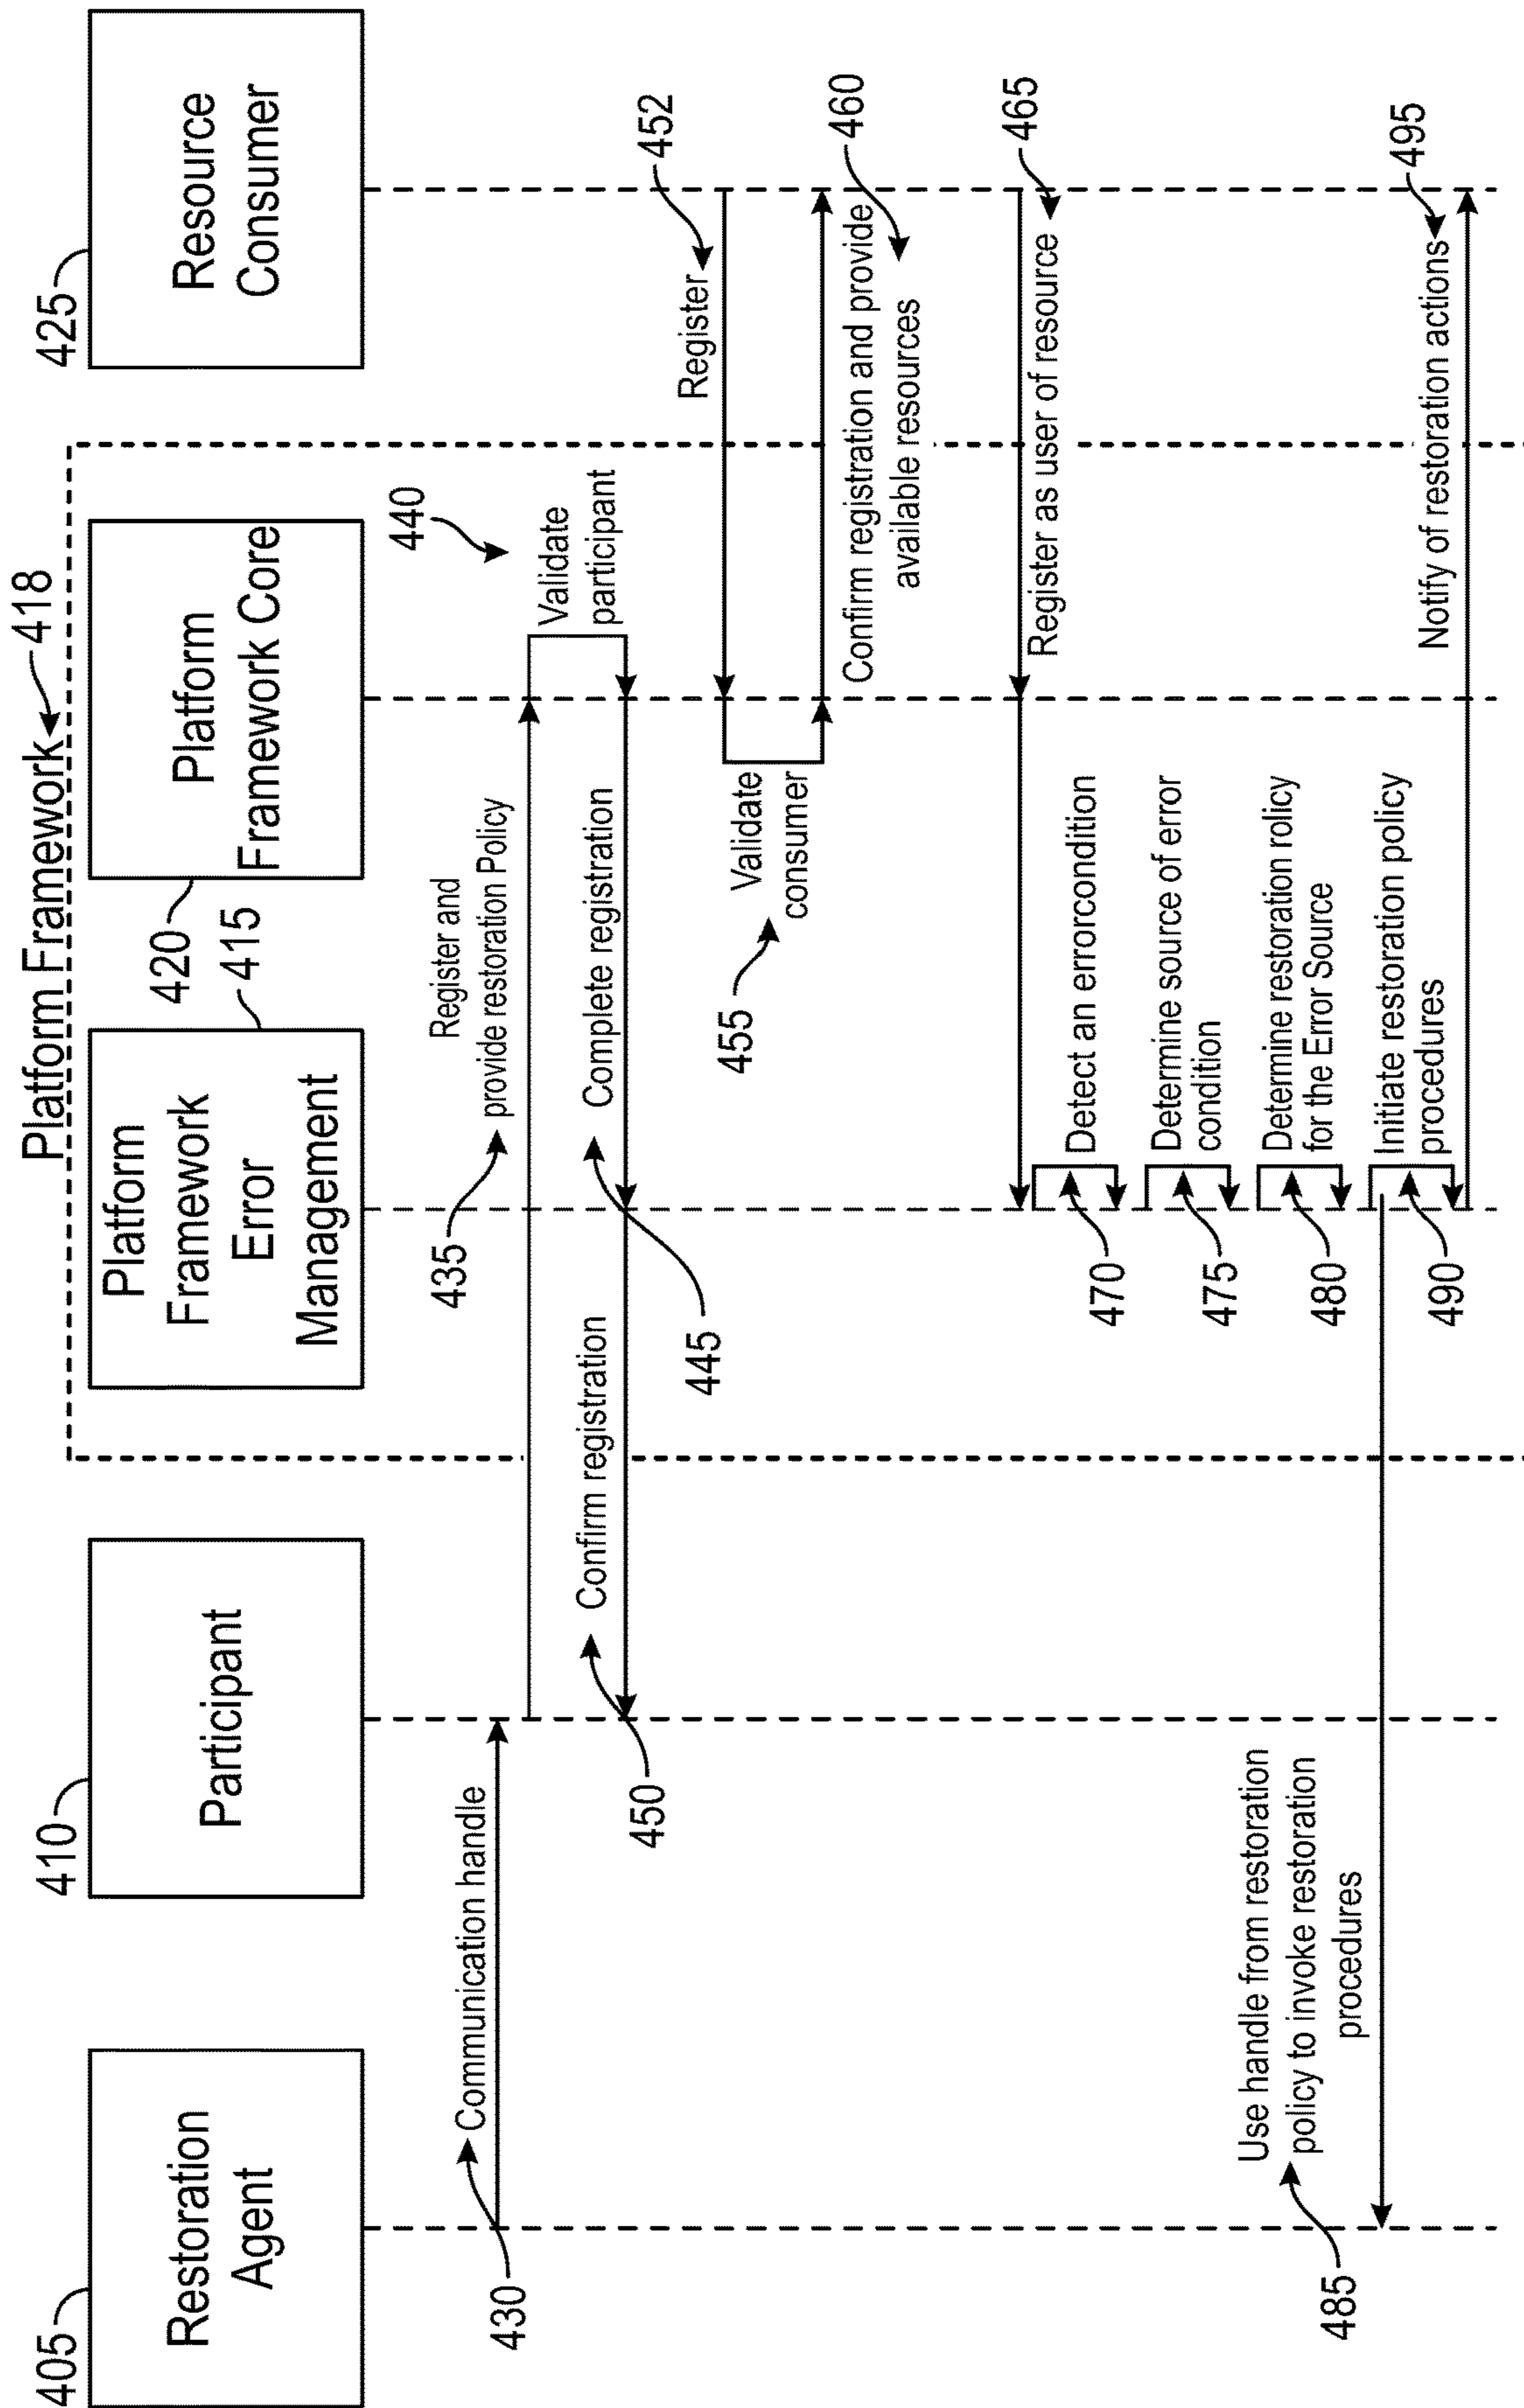 Platform Framework
418
405
Restoration
Agent
410
Participant
Platform
Framework
Error
Management
415
420
Platform
Framework Core
425
Resource
Consumer
430
Communication handle
435
Register and
provide restoration Policy
440
Validate
participant
445
Complete registration
450
Confirm registration
452
Register
455
Validate
consumer
460
Confirm registration and provide
available resources
465
Register as user of resource
470
Detect an errorcondition
475
Determine source of error
condition
480
Determine restoration rolicy
for the Error Source
485
Use handle from restoration
policy to invoke restoration
procedures
490
Initiate restoration policy
procedures
495
Notify of restoration actions